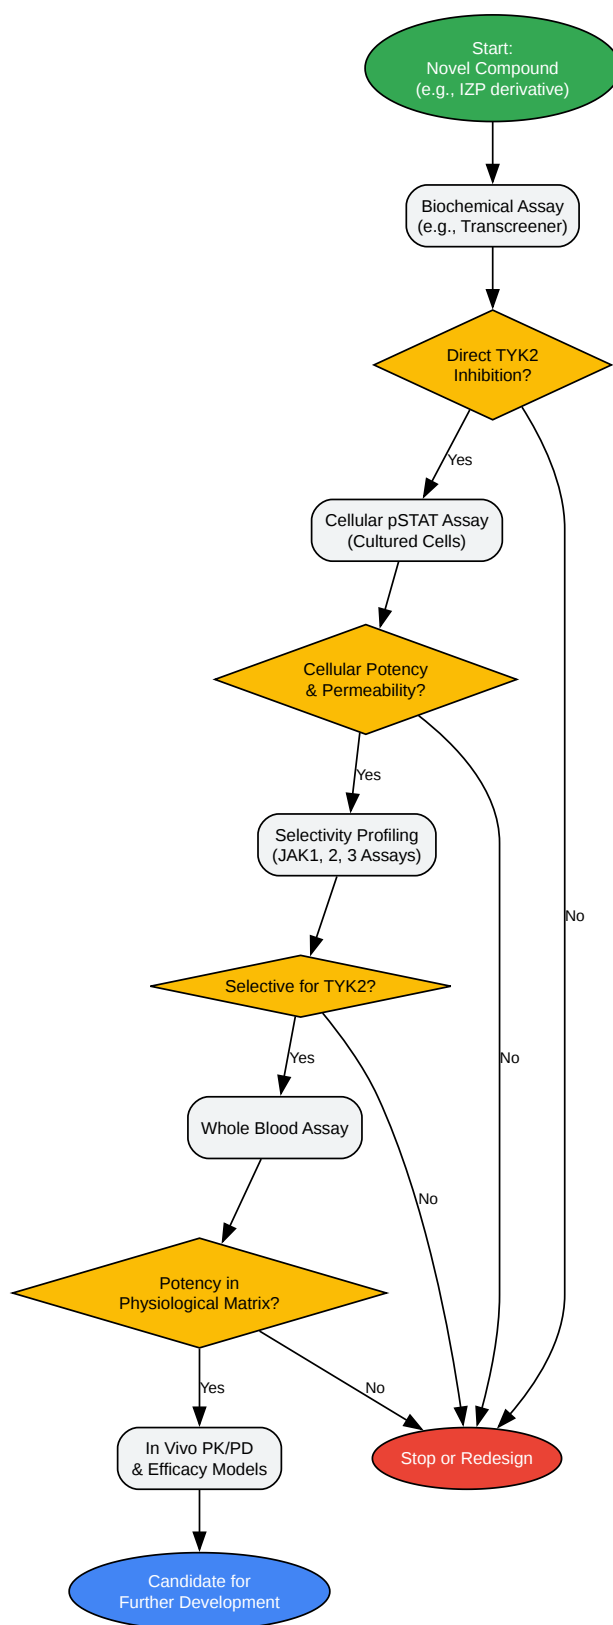 Start:
Novel Compound
(e.g., IZP derivative)
Biochemical Assay
(e.g., Transcreener)
Direct TYK2
Inhibition?
Yes
Cellular pSTAT Assay
(Cultured Cells)
Cellular Potency
& Permeability?
Yes
Selectivity Profiling
(JAK1, 2, 3 Assays)
No
Selective for TYK2?
Yes
No
Whole Blood Assay
No
Potency in
Physiological Matrix?
Yes
No
In Vivo PK/PD
& Efficacy Models
Stop or Redesign
Candidate for
Further Development